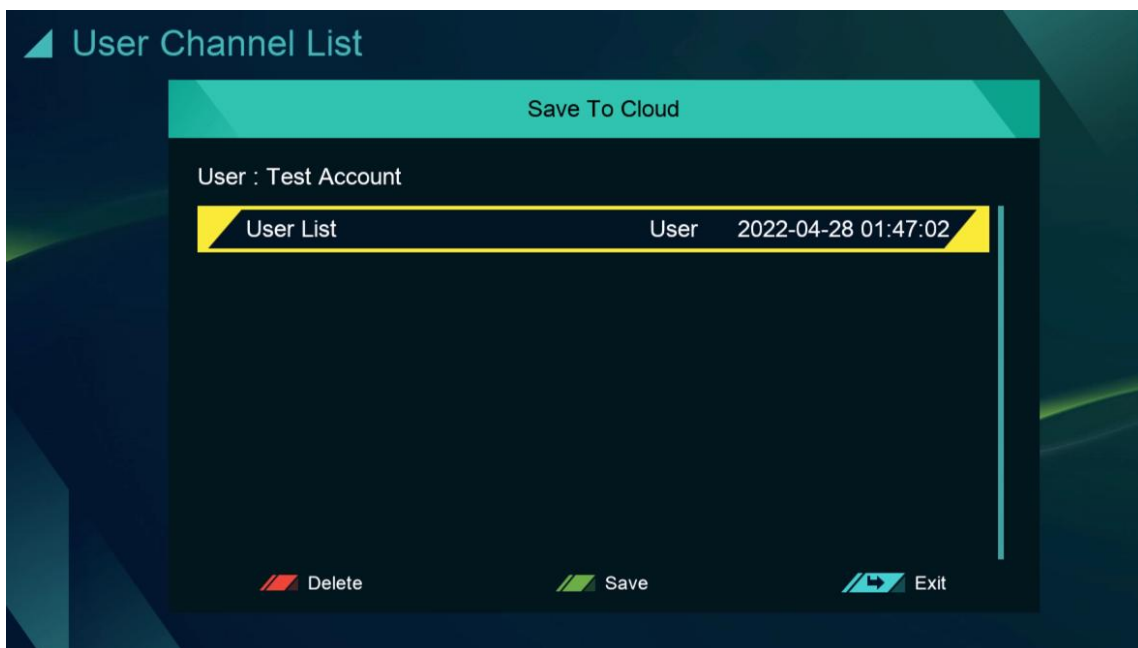 User Channel List
Save To Cloud
User : Test Account
User List User 2022-04-28 01:47:02
Delete Save Exit